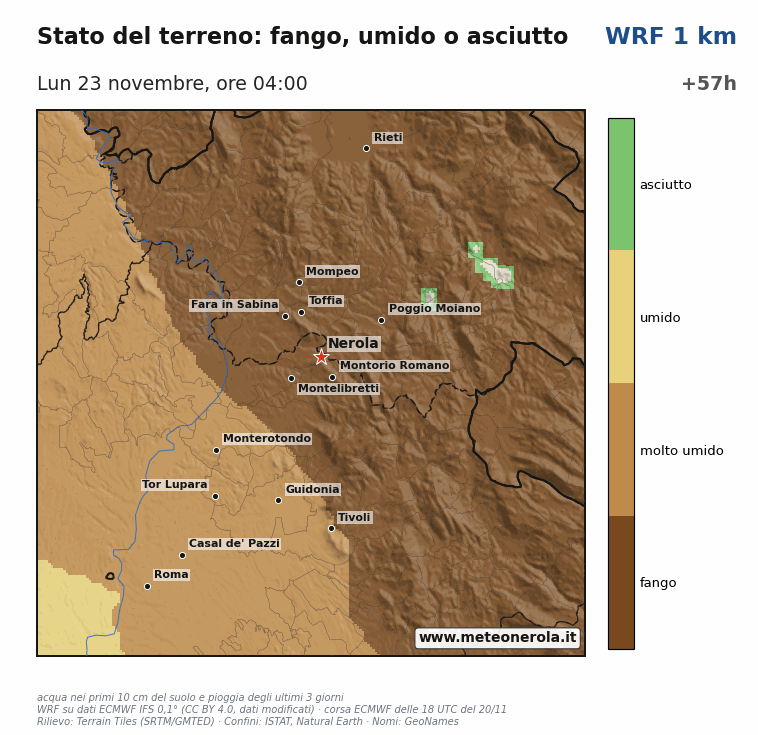 Stato del terreno: fango, umido o asciutto
WRF 1 km
Lun 23 novembre, ore 04:00
+57h
Rieti
Mompeo
Toffia
Fara in Sabina
Poggio Moiano
Nerola
Montorio Romano
Montelibretti
Monterotondo
Tor Lupara
Guidonia
Tivoli
Casal de' Pazzi
Roma
www.meteonerola.it
asciutto
umido
molto umido
fango
acqua nei primi 10 cm del suolo e pioggia degli ultimi 3 giorni
WRF su dati ECMWF IFS 0,1° (CC BY 4.0, dati modificati) · corsa ECMWF delle 18 UTC del 20/11
Rilievo: Terrain Tiles (SRTM/GMTED) · Confini: ISTAT, Natural Earth · Nomi: GeoNames